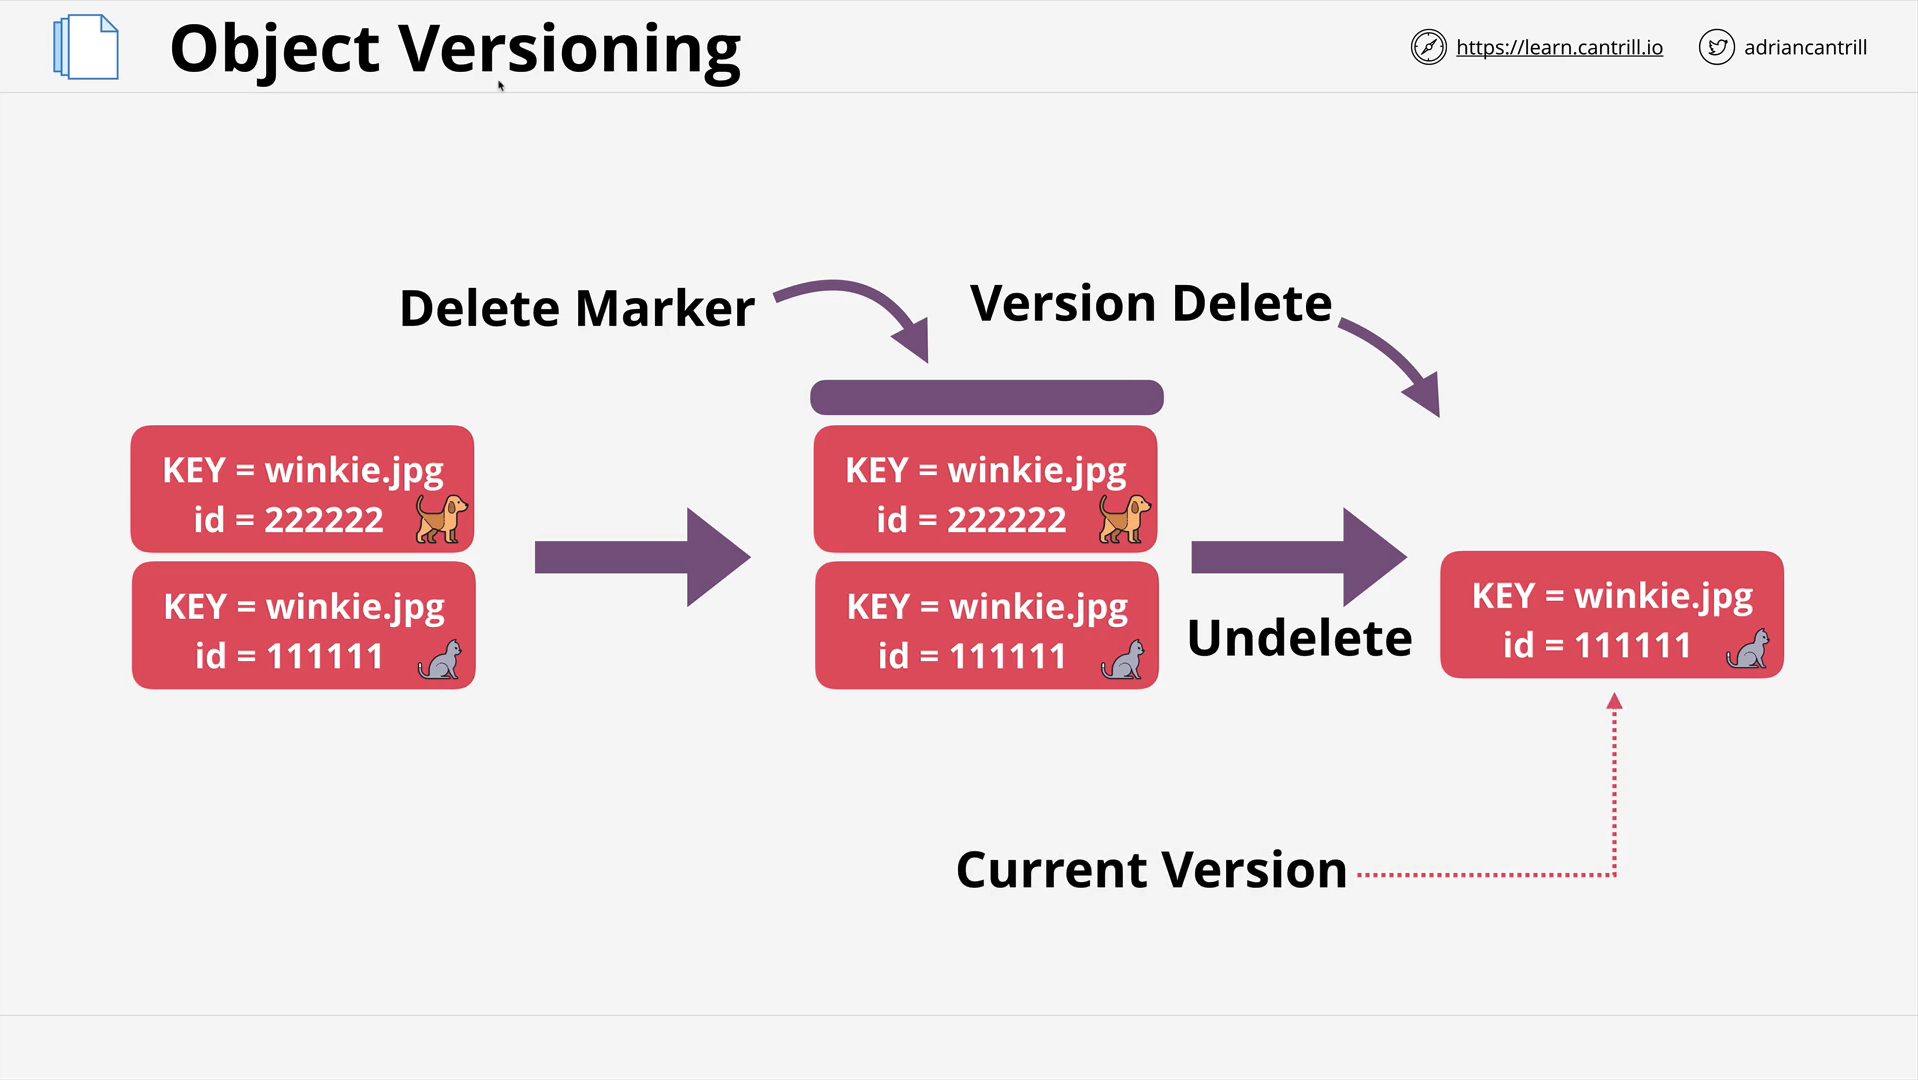 Object Versioning
https://learn.cantrill.io
adriancantrill
Delete Marker
Version Delete
KEY = winkie.jpg
id = 222222
KEY = winkie.jpg
id = 111111
KEY = winkie.jpg
id = 222222
KEY = winkie.jpg
id = 111111
Undelete
KEY = winkie.jpg
id = 111111
Current Version